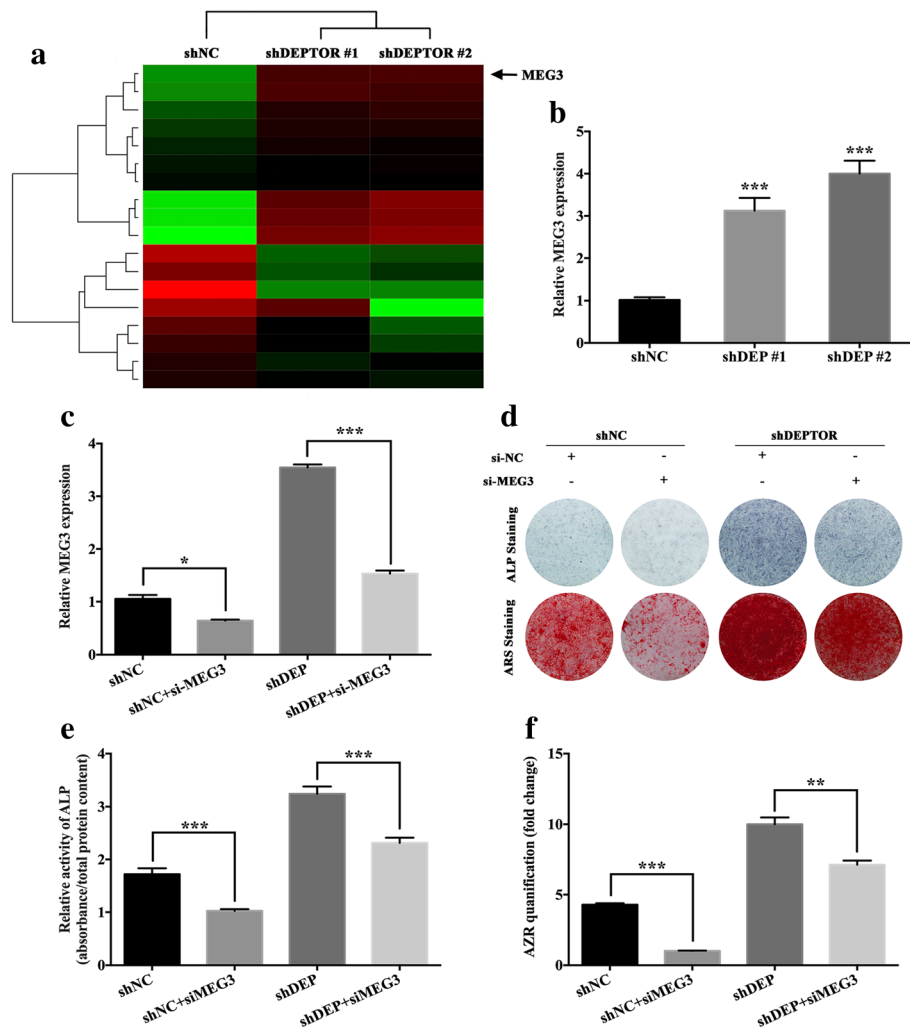 a
shNC shDEPTOR #1 shDEPTOR #2
MEG3
b
Relative MEG3 expression
5
4
3
2
1
0
***
***
shNC shDEP #1 shDEP #2
c
Relative MEG3 expression
4
3
2
1
0
*
***
shNC
shNC+si-MEG3
shDEP
shDEP+si-MEG3
d
shNC shDEPTOR
si-NC + - + -
si-MEG3 - + - +
ALP Staining
ARS Staining
e
Relative activity of ALP
(absorbance/total protein content)
4
3
2
1
0
***
***
shNC
shNC+siMEG3
shDEP
shDEP+siMEG3
f
AZR quanification (fold change)
15
10
5
0
***
**
shNC
shNC+siMEG3
shDEP
shDEP+siMEG3